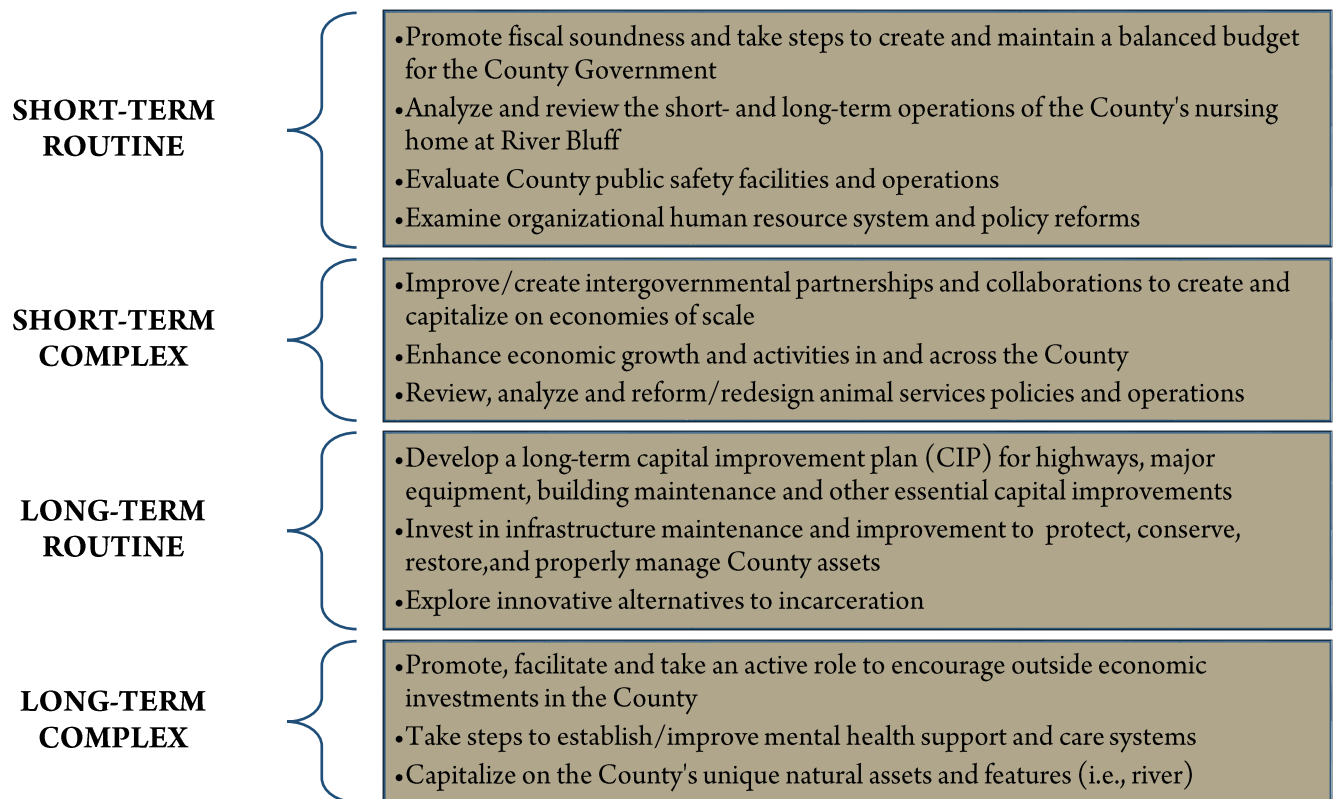 SHORT-TERM
ROUTINE
•Promote fiscal soundness and take steps to create and maintain a balanced budget
for the County Government
•Analyze and review the short- and long-term operations of the County's nursing
home at River Bluff
•Evaluate County public safety facilities and operations
•Examine organizational human resource system and policy reforms
SHORT-TERM
COMPLEX
•Improve/create intergovernmental partnerships and collaborations to create and
capitalize on economies of scale
•Enhance economic growth and activities in and across the County
•Review, analyze and reform/redesign animal services policies and operations
LONG-TERM
ROUTINE
•Develop a long-term capital improvement plan (CIP) for highways, major
equipment, building maintenance and other essential capital improvements
•Invest in infrastructure maintenance and improvement to  protect, conserve,
restore,and properly manage County assets
•Explore innovative alternatives to incarceration
LONG-TERM
COMPLEX
•Promote, facilitate and take an active role to encourage outside economic
investments in the County
•Take steps to establish/improve mental health support and care systems
•Capitalize on the County's unique natural assets and features (i.e., river)